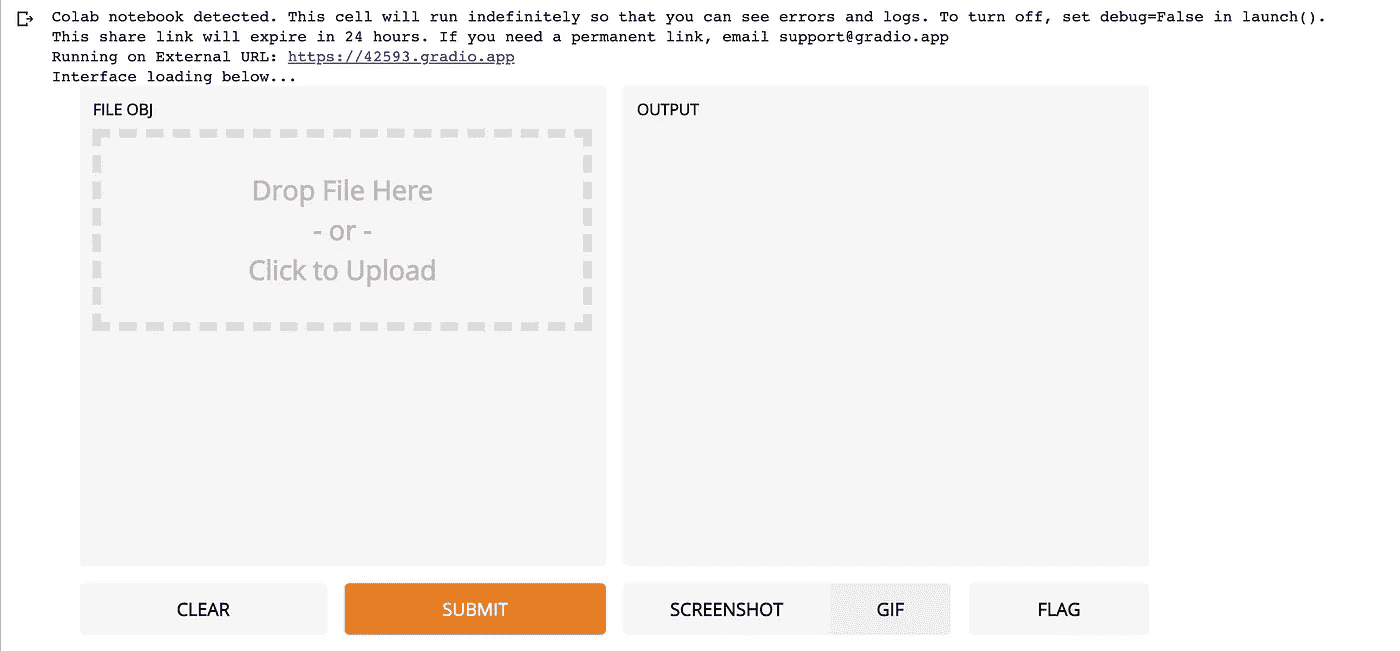 Colab notebook detected. This cell will run indefinitely so that you can see errors and logs. To turn off, set debug=False in launch().
This share link will expire in 24 hours. If you need a permanent link, email support@gradio.app
Running on External URL: https://42593.gradio.app
Interface loading below...
FILE OBJ
OUTPUT
Drop File Here
- or -
Click to Upload
CLEAR
SUBMIT
SCREENSHOT
GIF
FLAG